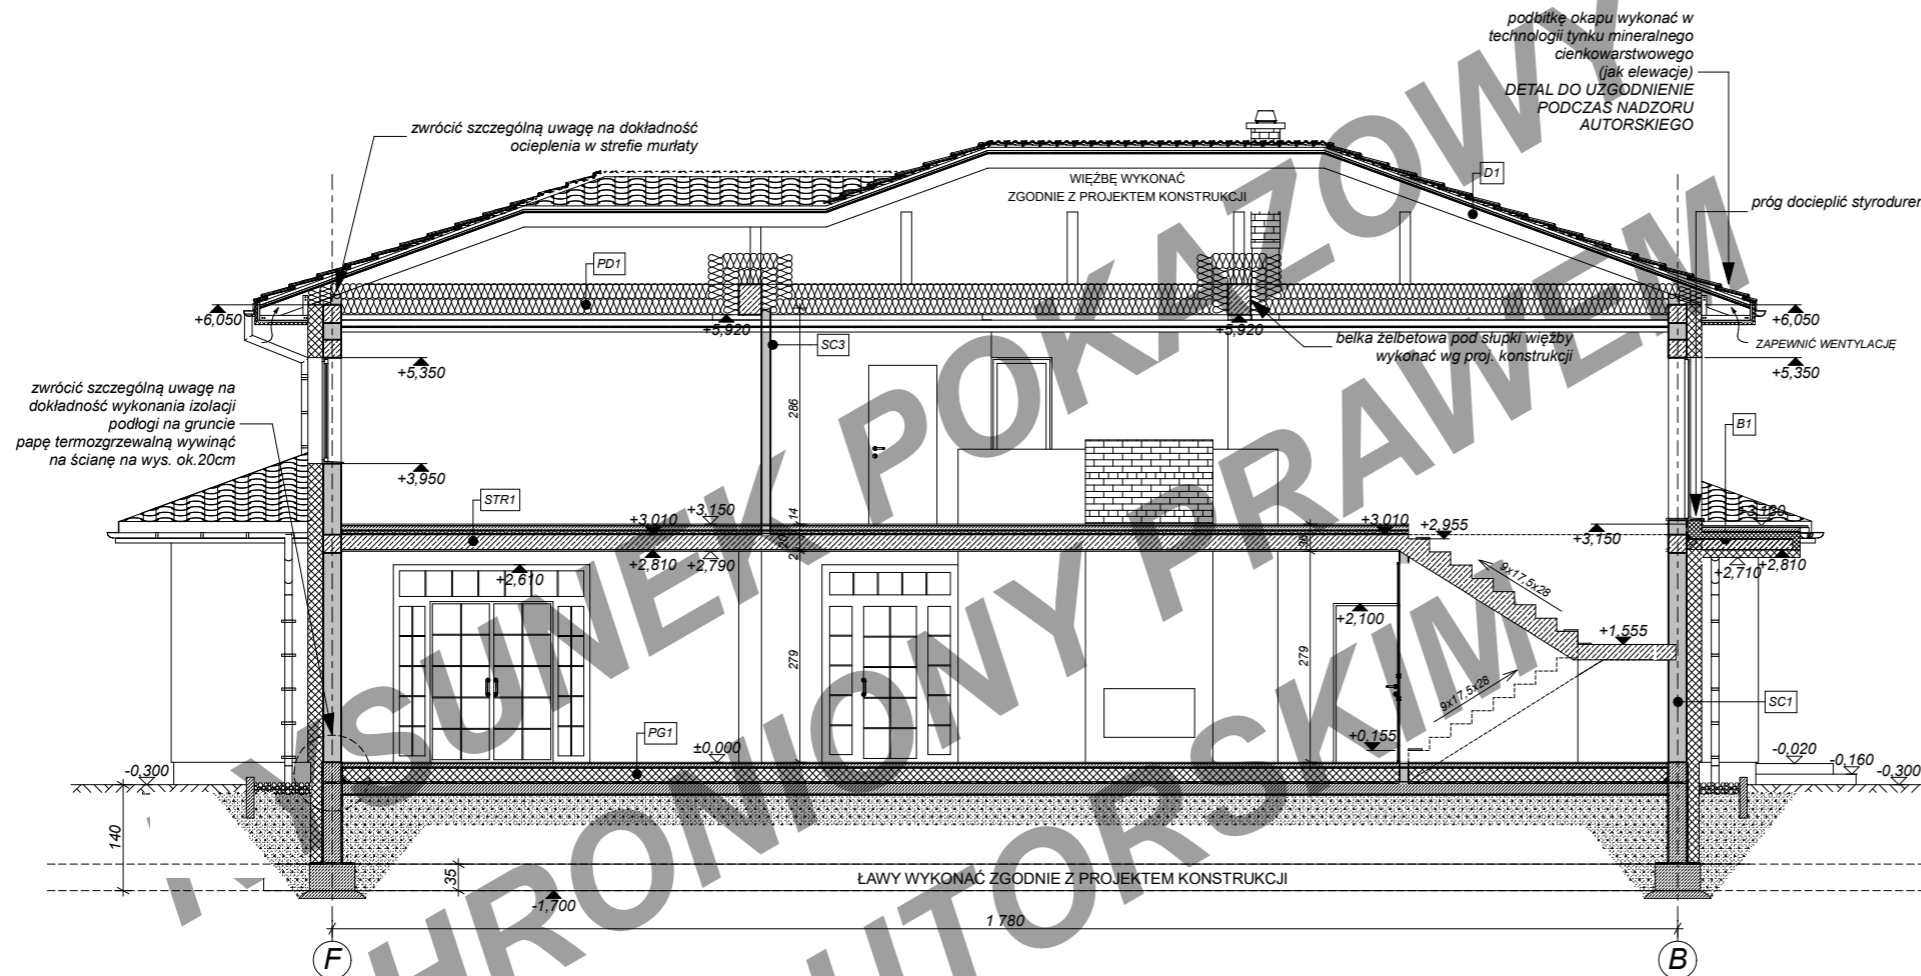 podbitkę okapu wykonać w
technologii tynku mineralnego
cienkowarstwowego
(jak elewacje)
DETAL DO UZGODNIENIE
PODCZAS NADZORU
AUTORSKIEGO
zwrócić szczególną uwagę na dokładność
ocieplenia w strefie murłaty
WIĘŹBĘ WYKONAĆ
ZGODNIE Z PROJEKTEM KONSTRUKCJI
D1
próg docieplić styrodurem
PD1
+6,050
+5,920
+5,920
+6,050
SC3
belka żelbetowa pod słupki więźby
wykonać wg proj. konstrukcji
ZAPEWNIĆ WENTYLACJĘ
+5,350
+5,350
zwrócić szczególną uwagę na
dokładność wykonania izolacji
podłogi na gruncie
papę termozgrzewalną wywinąć
na ścianę na wys. ok.20cm
286
B1
+3,950
STR1
+3,010
+3,150
14
+3,010
+2,955
+3,150
20
2
36
+2,810
+2,790
+2,710
+2,810
+2,610
9x17,5x28
+2,100
+1,555
279
279
9x17,5x28
SC1
PG1
±0,000
+0,155
-0,300
-0,020
-0,160
-0,300
140
35
ŁAWY WYKONAĆ ZGODNIE Z PROJEKTEM KONSTRUKCJI
-1,700
1 780
F
B
RYSUNEK POKAZOWY
CHRONIONY PRAWEM
AUTORSKIM